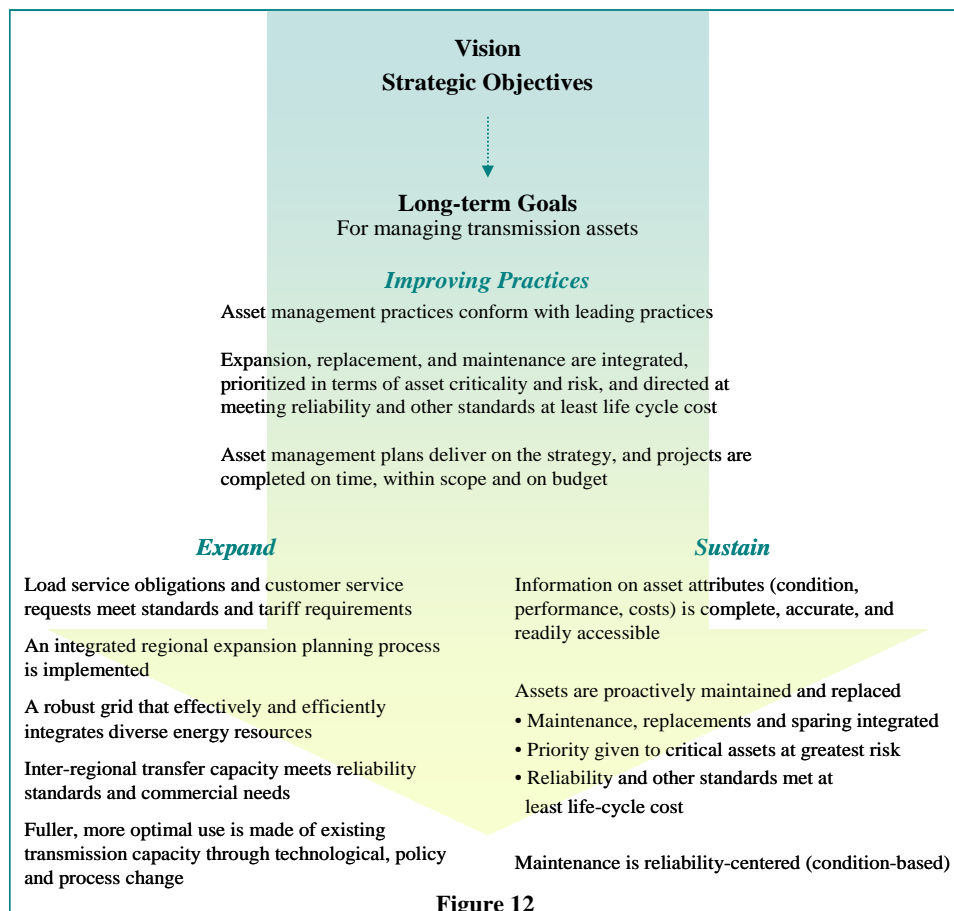 Vision
Strategic Objectives
Long-term Goals
For managing transmission assets
Improving Practices
Asset management practices conform with leading practices
Expansion, replacement, and maintenance are integrated,
prioritized in terms of asset criticality and risk, and directed at
meeting reliability and other standards at least life cycle cost
Asset management plans deliver on the strategy, and projects are
completed on time, within scope and on budget
Expand
Load service obligations and customer service
requests meet standards and tariff requirements
An integrated regional expansion planning process
is implemented
A robust grid that effectively and efficiently
integrates diverse energy resources
Inter-regional transfer capacity meets reliability
standards and commercial needs
Fuller, more optimal use is made of existing
transmission capacity through technological, policy
and process change
Sustain
Information on asset attributes (condition,
performance, costs) is complete, accurate, and
readily accessible
Assets are proactively maintained and replaced
• Maintenance, replacements and sparing integrated
• Priority given to critical assets at greatest risk
• Reliability and other standards met at
least life-cycle cost
Maintenance is reliability-centered (condition-based)
Figure 12